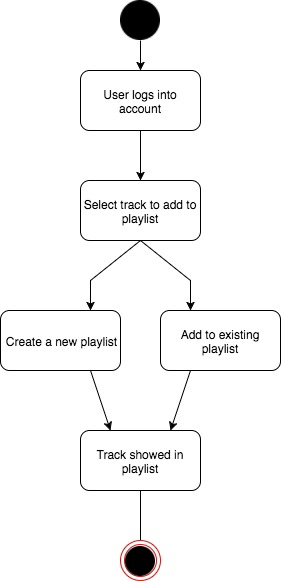 User logs into
account
Select track to add to
playlist
Create a new playlist
Add to existing
playlist
Track showed in
playlist